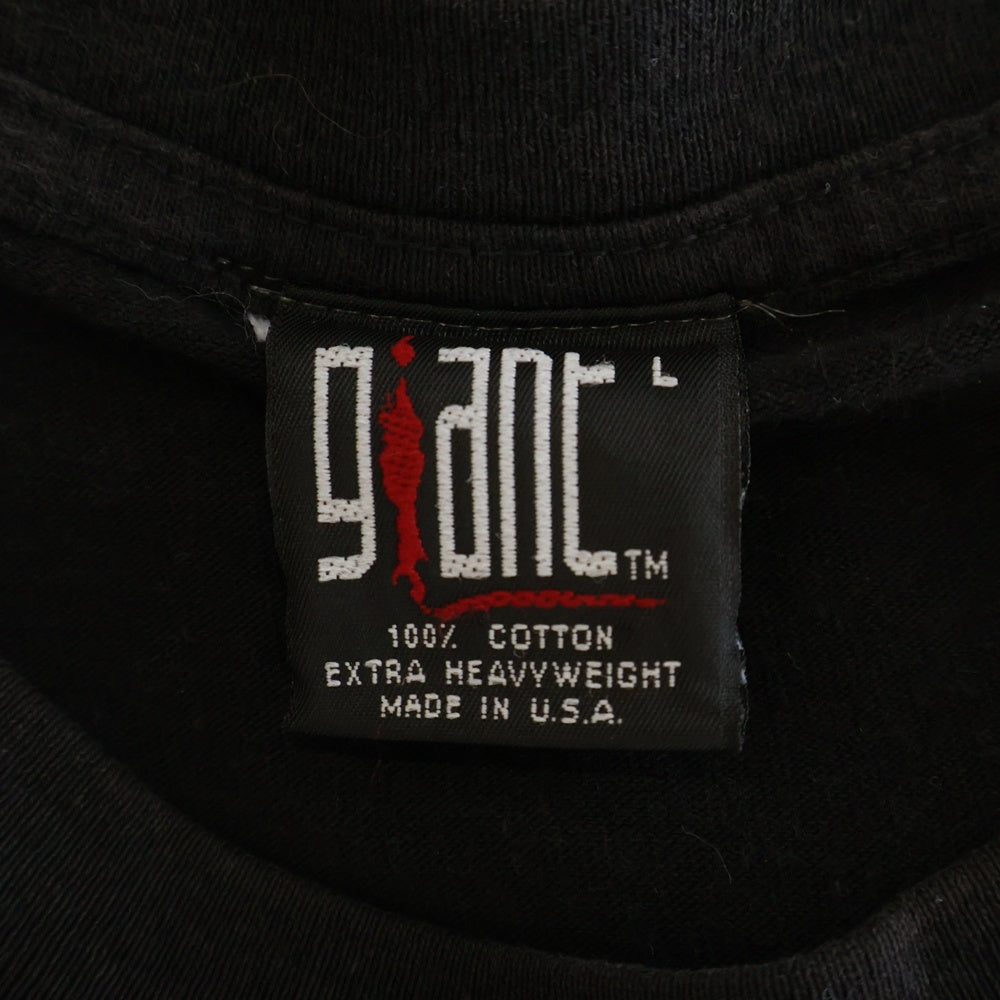 giant L
TM
100% COTTON
EXTRA HEAVYWEIGHT
MADE IN U.S.A.